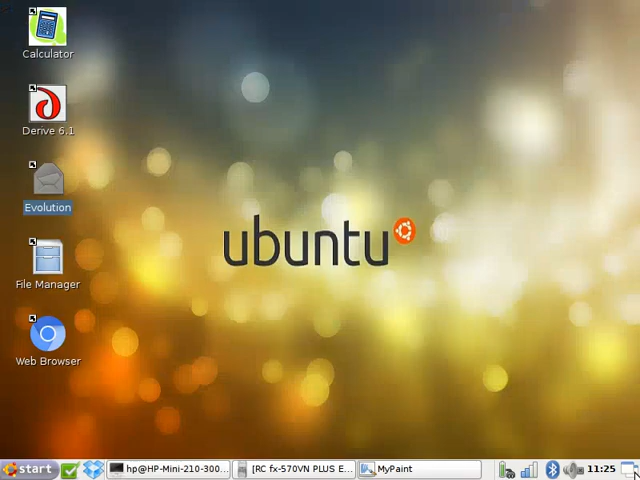 Calculator
Derive 6.1
Evolution
File Manager
Web Browser
ubuntu
start
hp@HP-Mini-210-300...
[RC fx-570VN PLUS E...
MyPaint
11:25